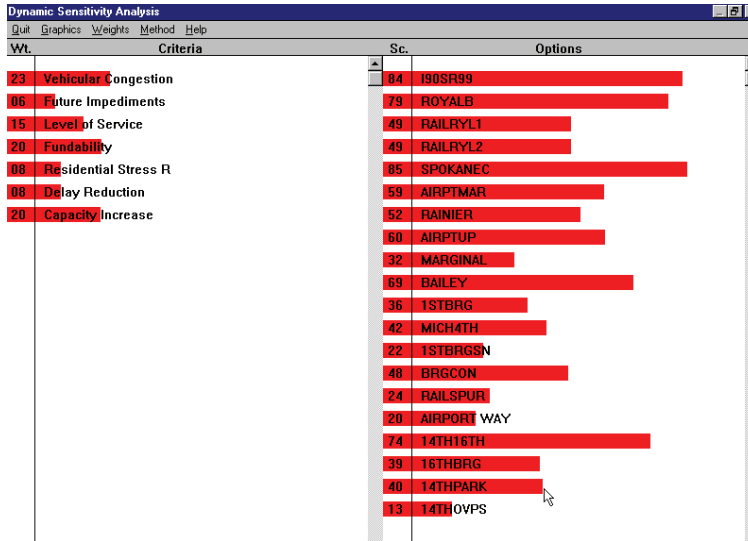 Dynamic Sensitivity Analysis
Quit Graphics Weights Method Help
Wt. Criteria Sc. Options
23 Vehicular Congestion
06 Future Impediments
15 Level of Service
20 Fundability
08 Residential Stress R
08 Delay Reduction
20 Capacity Increase
84 I90SR99
79 ROYALB
49 RAILRYL1
49 RAILRYL2
85 SPOKANEC
59 AIRPTMAR
52 RAINIER
60 AIRPTUP
32 MARGINAL
69 BAILEY
36 1STBRG
42 MICH4TH
22 1STBRGSN
48 BRGCON
24 RAILSPUR
20 AIRPORT WAY
74 14TH16TH
39 16THBRG
40 14THPARK
13 14THOVPS